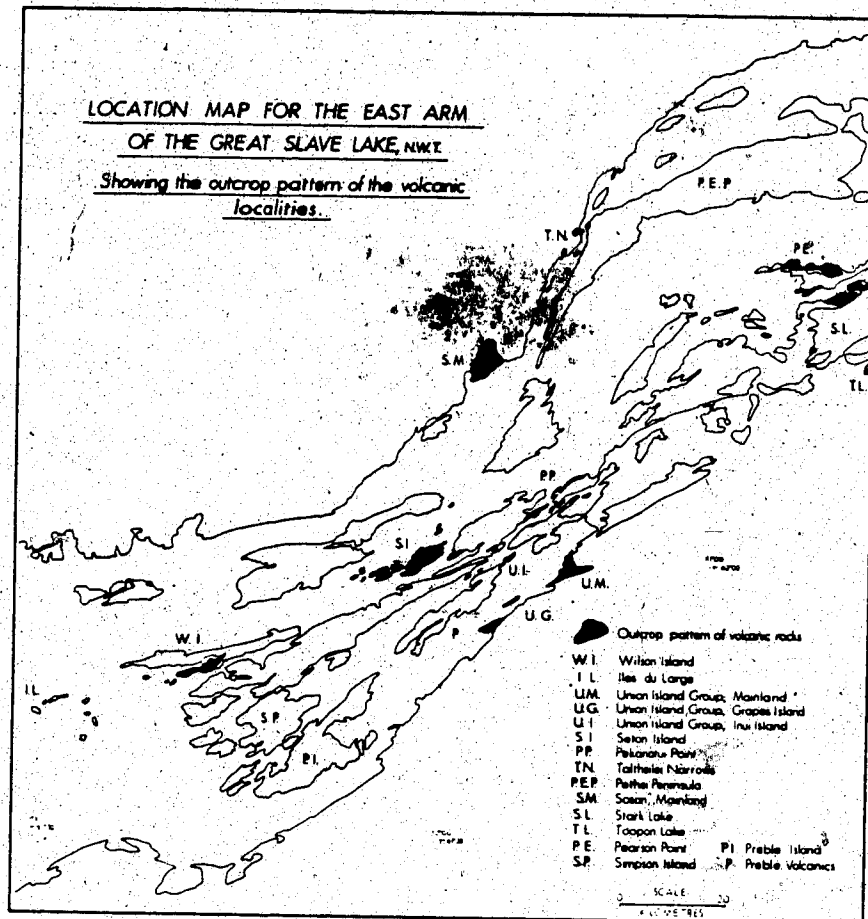 LOCATION MAP FOR THE EAST ARM
OF THE GREAT SLAVE LAKE, N.W.T.
Showing the outcrop pattern of the volcanic
localities.
P.E.P
T.N.
P.E.
S.L.
S.M
T.L.
P.P.
S.I.
U.I.
U.M.
U.G.
P.
W.I.
I.L.
S.P.
P.I.
Outcrop pattern of volcanic rocks
W.I. Wilson Island
I L Iles du Large
U.M. Union Island Group, Mainland
U.G. Union Island Group, Grapes Island
U I Union Island Group, Inui Island
S I Seton Island
P.P. Pekanatui Point
T.N. Taltheilei Narrows
P.E.P. Pethei Peninsula
S.M. Sosan, Mainland
S.L. Stark Lake
T L. Toopon Lake
P.E. Pearson Point P.I. Preble Island
S.P. Simpson Island P Preble Volcanics
SCALE
0 20
KILOMETRES